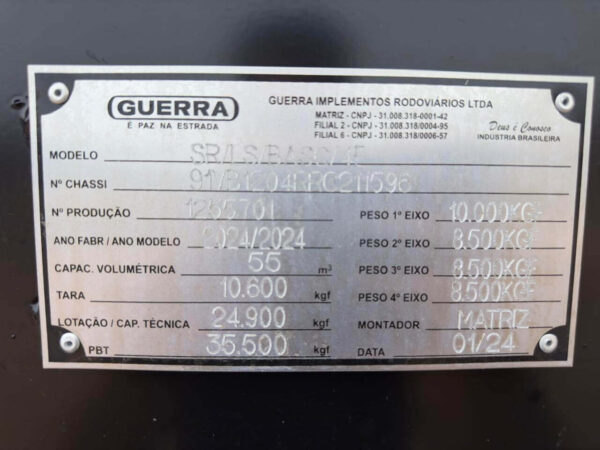 GUERRA
É PAZ NA ESTRADA
GUERRA IMPLEMENTOS RODOVIÁRIOS LTDA
MATRIZ - CNPJ - 31.008.318-0001-42
FILIAL 2 - CNPJ - 31.008.318/0004-95
FILIAL 6 - CNPJ - 31.008.318/0006-57
Deus é Conosco
INDÚSTRIA BRASILEIRA
MODELO
Nº CHASSI
Nº PRODUÇÃO 1255701 PESO 1º EIXO 10.000KGF
ANO FABR / ANO MODELO 2024/2024 PESO 2º EIXO 8.500KGF
CAPAC. VOLUMÉTRICA 55 m³ PESO 3º EIXO 8.500KGF
TARA 10.600 kgf PESO 4º EIXO 8.500KGF
LOTAÇÃO / CAP. TÉCNICA 24.900 kgf MONTADOR MATRIZ
PBT 35.500 kgf DATA 01/24